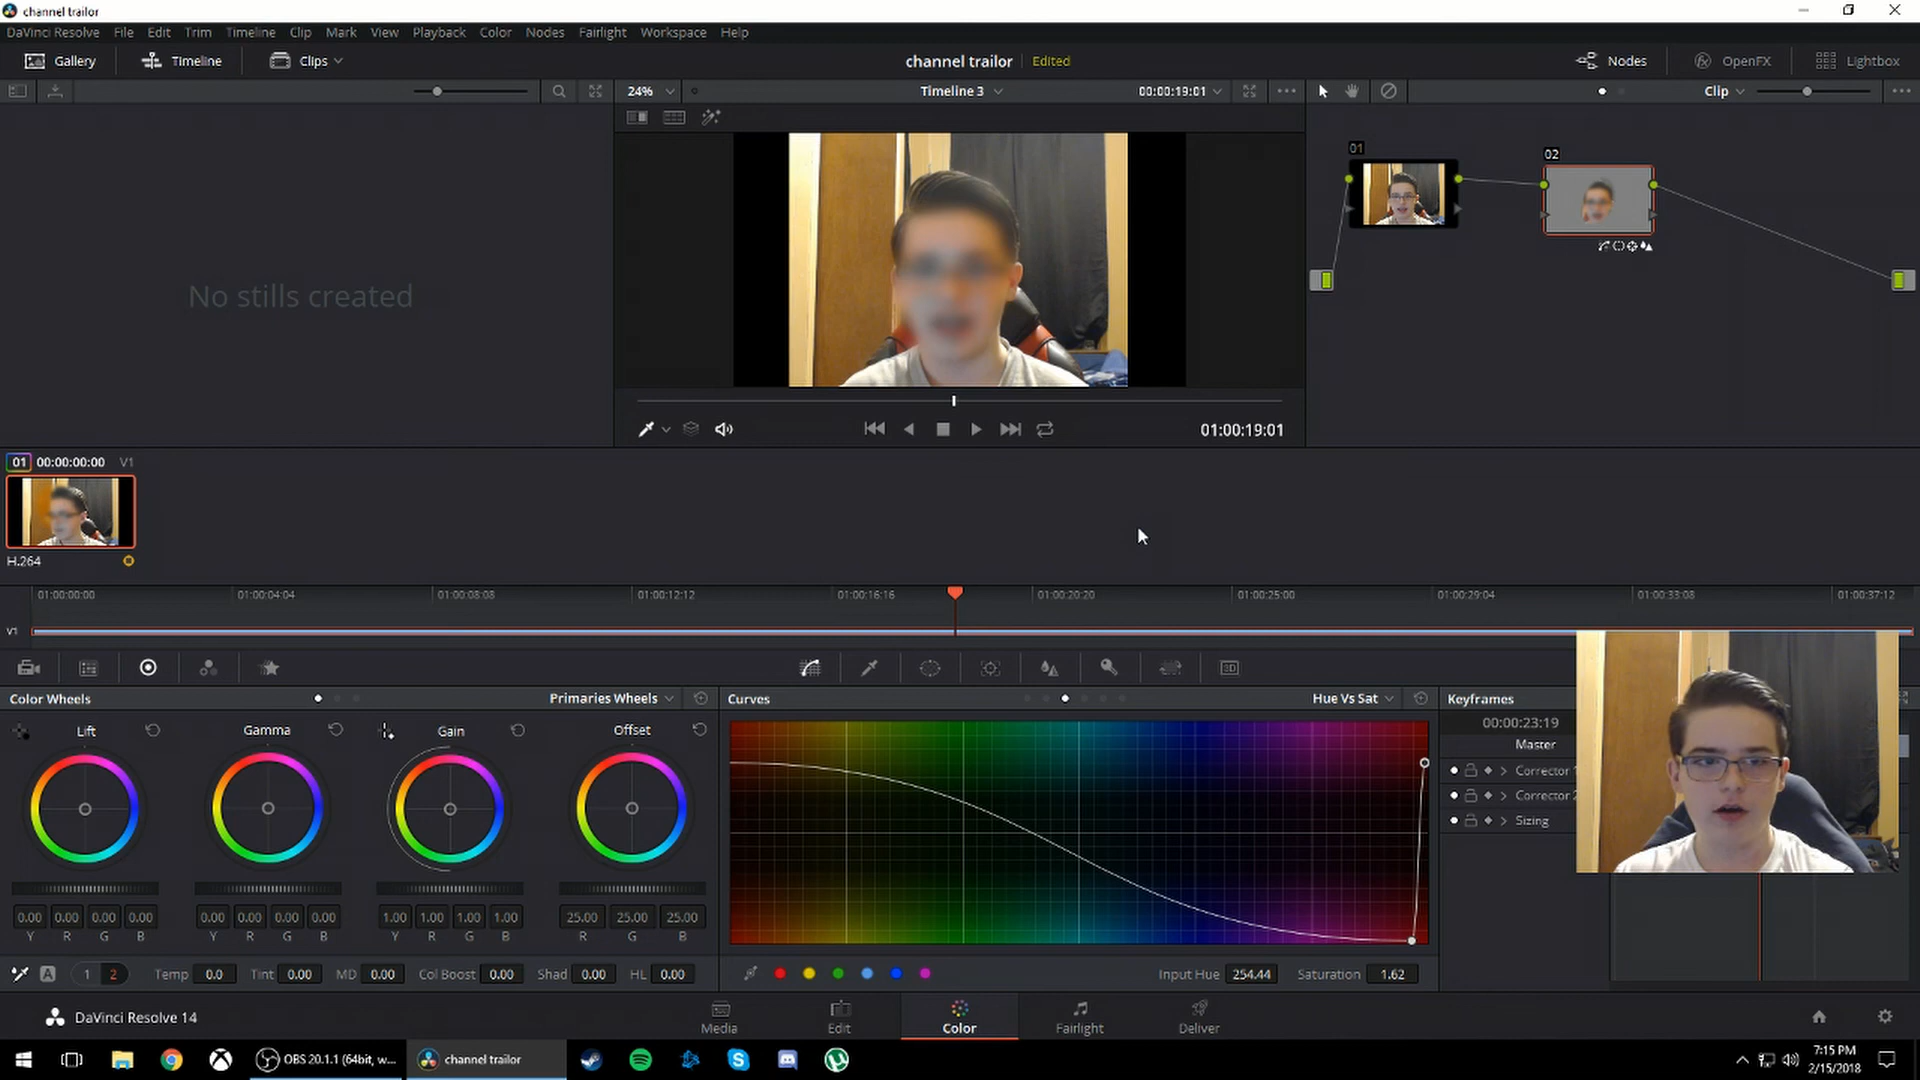 channel trailor
DaVinci Resolve File Edit Trim Timeline Clip Mark View Playback Color Nodes Fairlight Workspace Help
Gallery Timeline Clips channel trailor Edited Nodes OpenFX Lightbox
24% Timeline 3 00:00:19:01 Clip
01 02
No stills created
01:00:19:01
01 00:00:00:00 V1
H.264
01:00:00:00 01:00:04:04 01:00:08:08 01:00:12:12 01:00:16:16 01:00:20:20 01:00:25:00 01:00:29:04 01:00:33:08 01:00:37:12
V1
3D
Color Wheels Primaries Wheels Curves Hue Vs Sat Keyframes
Lift Gamma Gain Offset 00:00:23:19
Master
Corrector 1
Corrector 2
Sizing
0.00 0.00 0.00 0.00 0.00 0.00 0.00 0.00 1.00 1.00 1.00 1.00 25.00 25.00 25.00
Y R G B Y R G B Y R G B R G B
A 1 2 Temp 0.0 Tint 0.00 MD 0.00 Col Boost 0.00 Shad 0.00 HL 0.00 Input Hue 254.44 Saturation 1.62
DaVinci Resolve 14 Media Edit Color Fairlight Deliver
OBS 20.1.1 (64bit, w... channel trailor 7:15 PM
2/15/2018